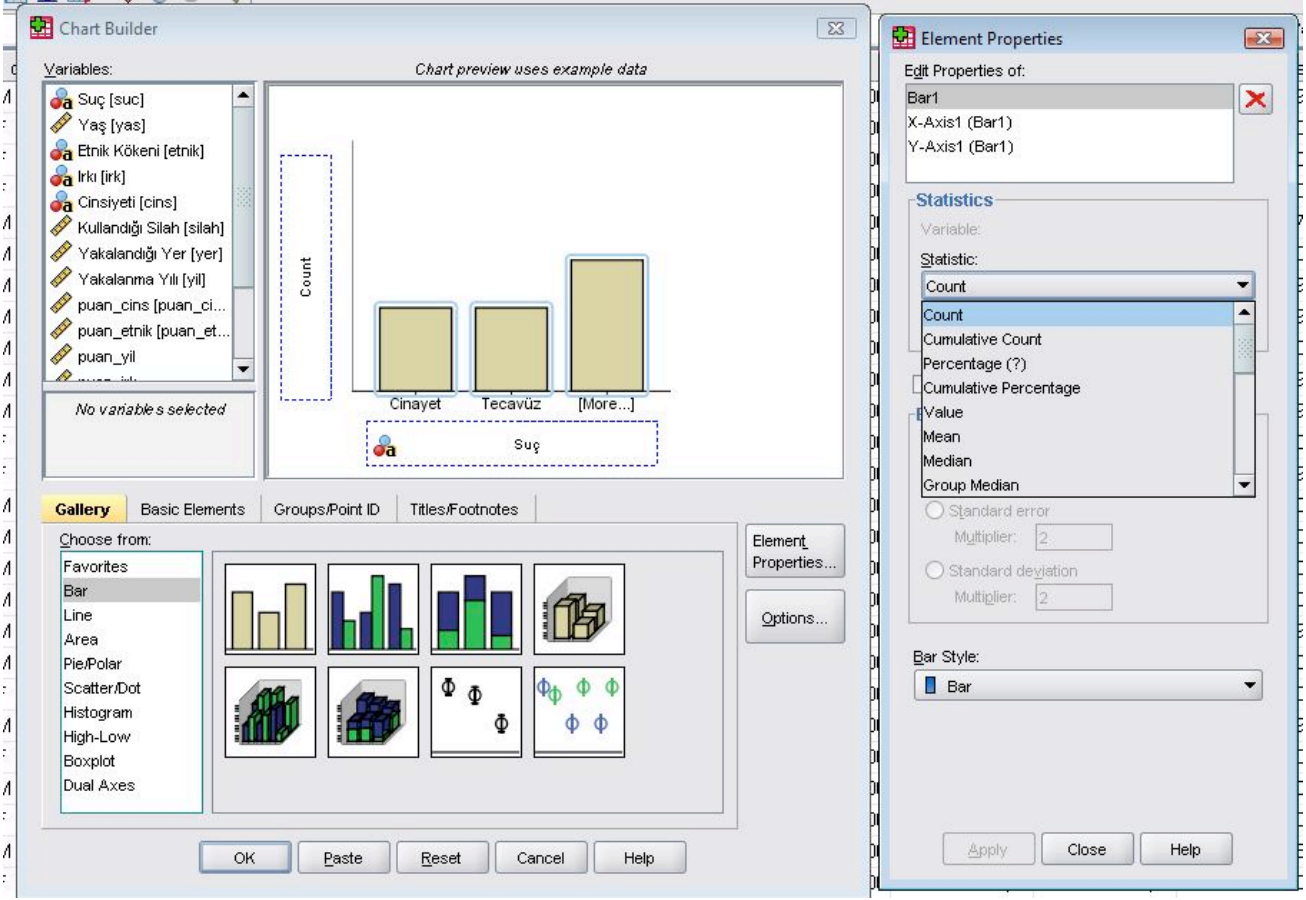 Chart Builder
Variables:
Chart preview uses example data
Suç [suc]
Yaş [yas]
Etnik Kökeni [etnik]
Irkı [irk]
Cinsiyeti [cins]
Kullandığı Silah [silah]
Yakalandığı Yer [yer]
Yakalanma Yılı [yil]
puan_cins [puan_ci...
puan_etnik [puan_et...
puan_yil
No variables selected
Count
Cinayet Tecavüz [More...]
Suç
Gallery Basic Elements Groups/Point ID Titles/Footnotes
Choose from:
Favorites
Bar
Line
Area
Pie/Polar
Scatter/Dot
Histogram
High-Low
Boxplot
Dual Axes
Element
Properties...
Options...
OK Paste Reset Cancel Help
Element Properties
Edit Properties of:
Bar1
X-Axis1 (Bar1)
Y-Axis1 (Bar1)
Statistics
Variable:
Statistic:
Count
Count
Cumulative Count
Percentage (?)
Cumulative Percentage
Value
Mean
Median
Group Median
Standard error
Multiplier: 2
Standard deviation
Multiplier: 2
Bar Style:
Bar
Apply Close Help